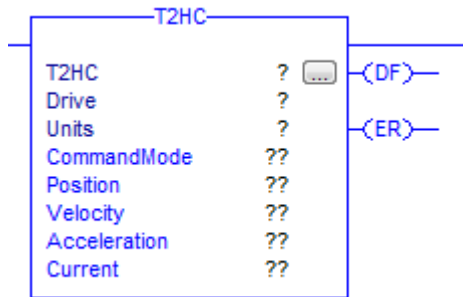 T2HC
T2HC ? ... (DF)
Drive ?
Units ? (ER)
CommandMode ??
Position ??
Velocity ??
Acceleration ??
Current ??